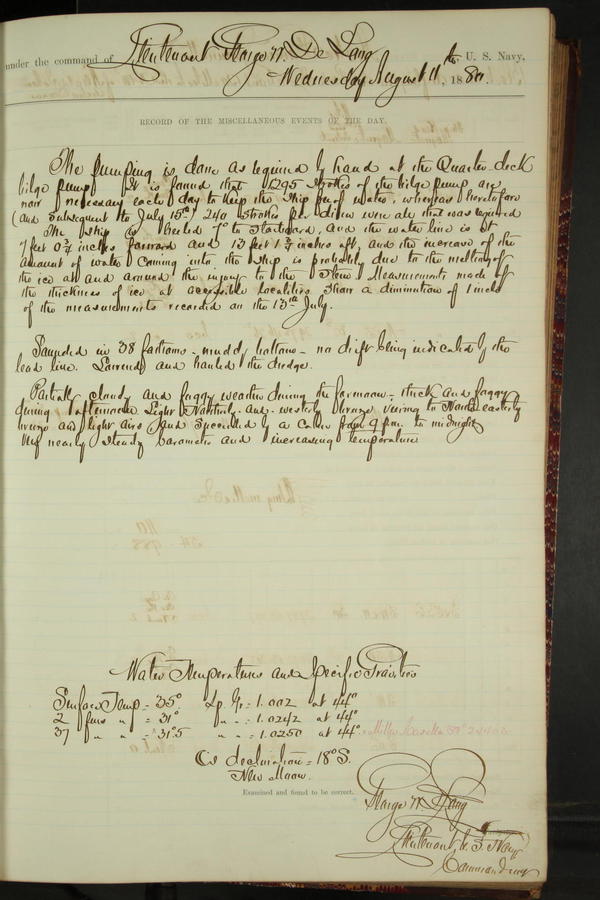 under the command of Lieutenant George W. De Long U. S. Navy,
Wednesday August 11th, 1880.
RECORD OF THE MISCELLANEOUS EVENTS OF THE DAY.
The pumping is done as required by hand at the Quarter deck
bilge pump. It is found that 1295 strokes of the bilge pump are
now necessary each day to keep the ship free of water, whereas heretofore
(and subsequent to July 15th) 240 strokes per diem were all that was required
The ship is heeled 7° to Starboard, and the water line is at
7 feet 0 ¾ inches forward and 13 feet 1 ½ inches aft, and the increase of the
amount of water coming into the ship is probably due to the melting of
the ice at and around the injury to the Stem. Measurements made of
the thickness of ice at accessible localities show a diminution of 1 inch
of the measurements recorded on the 13th July.
Sounded in 38 fathoms - muddy bottom - no drift being indicated by the
lead line. Lowered and hauled the dredge.
Partially cloudy and foggy weather during the forenoon - thick and foggy
during afternoon. Light Northerly and westerly breeze veering to North easterly
breeze and light airs, and succeeded by a calm from 9 p.m. to midnight
Very nearly steady barometer and increasing temperature
Water Temperatures and Specific Gravities
Surface Temp = 35° Sp. Gr. = 1.002 at 44°
2 fms " = 31° " " = 1.0242 at 44°
37 " " = 31°.5 " " = 1.0250 at 44°
(s declination = 18° S.
New Moon.
Examined and found to be correct.
George W. De Long
Lieutenant U. S. Navy
Commanding